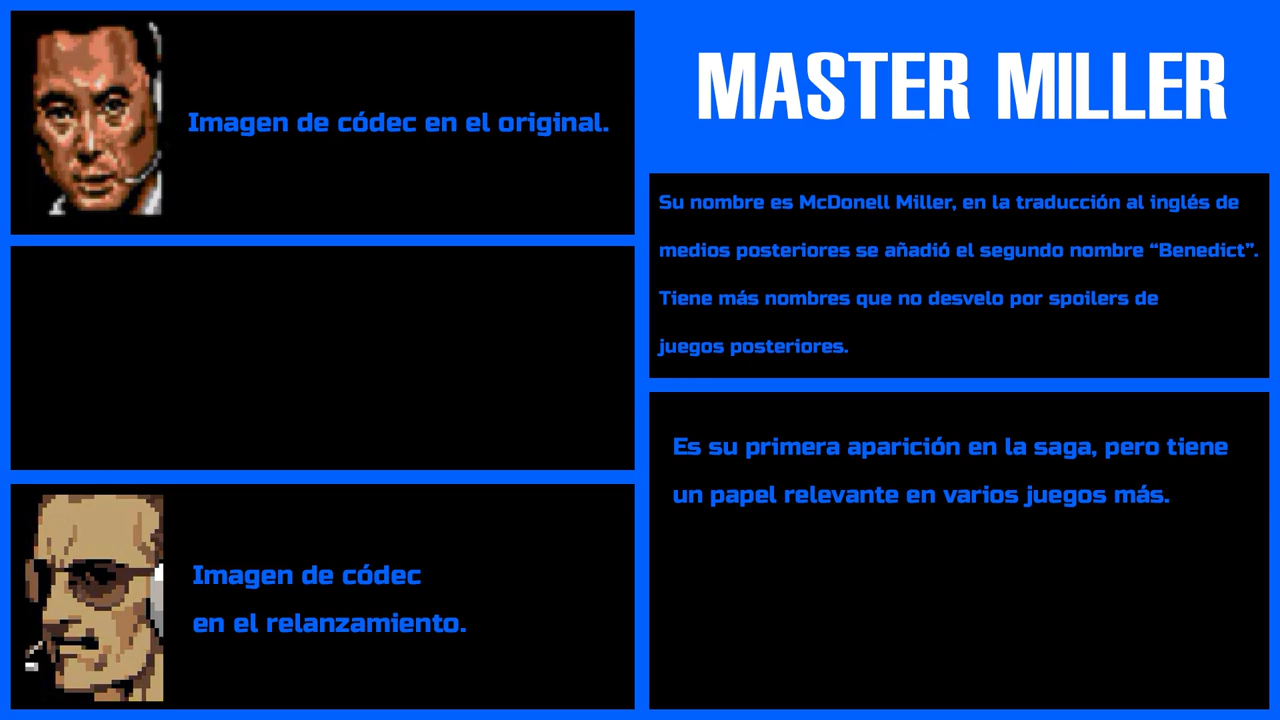 Imagen de códec en el original.
MASTER MILLER
Su nombre es McDonell Miller, en la traducción al inglés de
medios posteriores se añadió el segundo nombre “Benedict”.
Tiene más nombres que no desvelo por spoilers de
juegos posteriores.
Es su primera aparición en la saga, pero tiene
un papel relevante en varios juegos más.
Imagen de códec
en el relanzamiento.